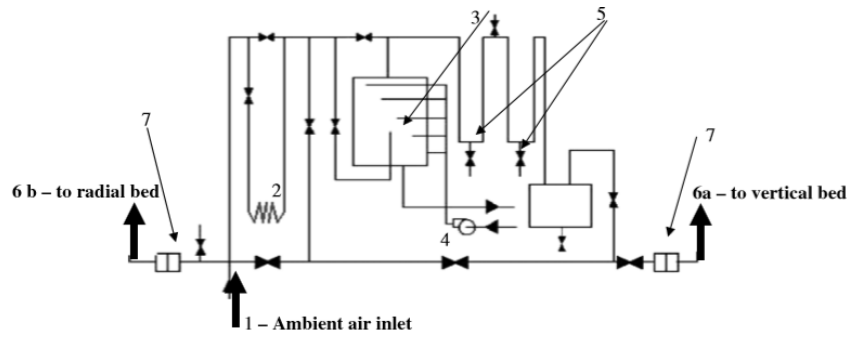 3
5
7
7
2
6 b – to radial bed
6a – to vertical bed
4
1 – Ambient air inlet